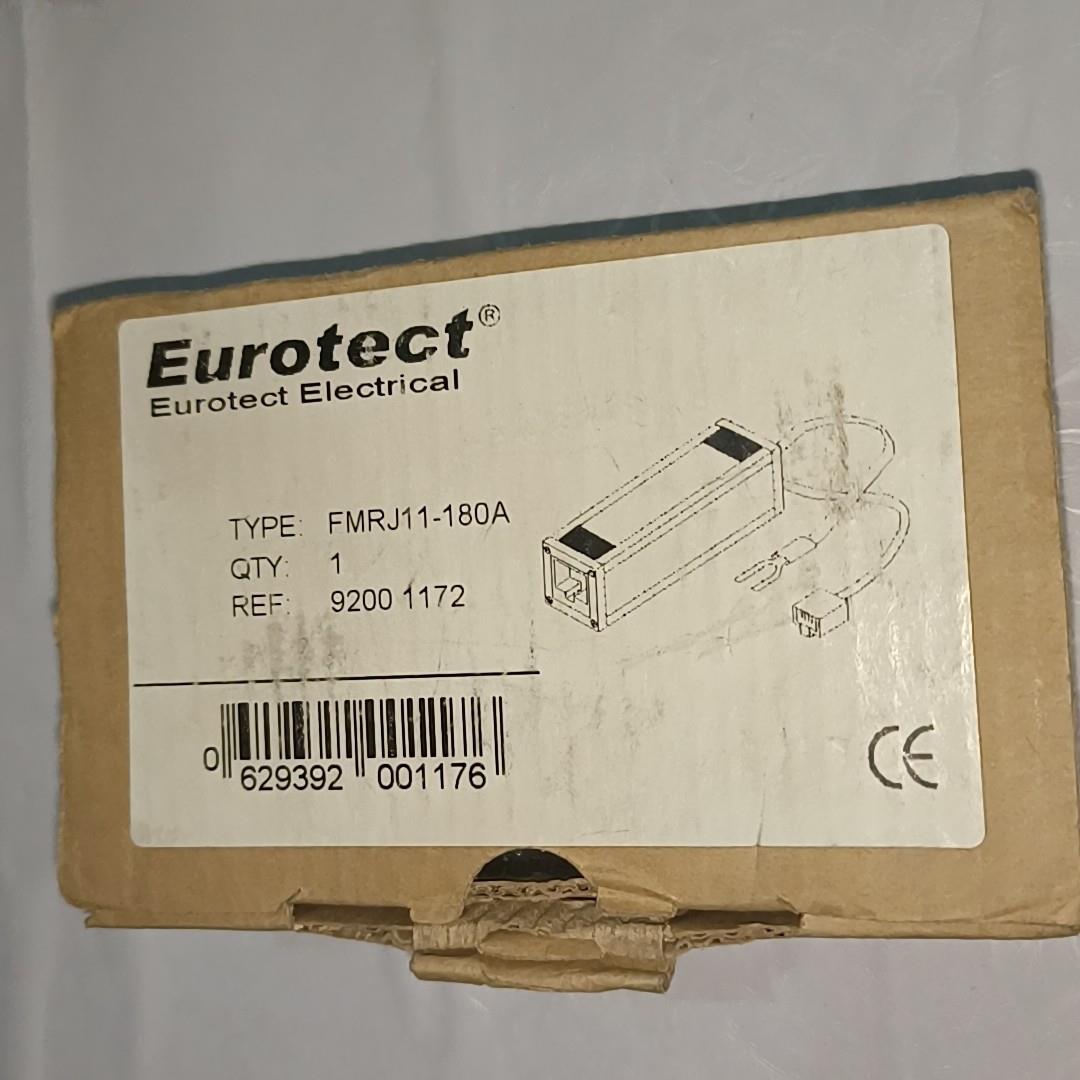 Eurotect®
Eurotect Electrical
TYPE: FMRJ11-180A
QTY: 1
REF: 9200 1172
0 629392 001176
CE